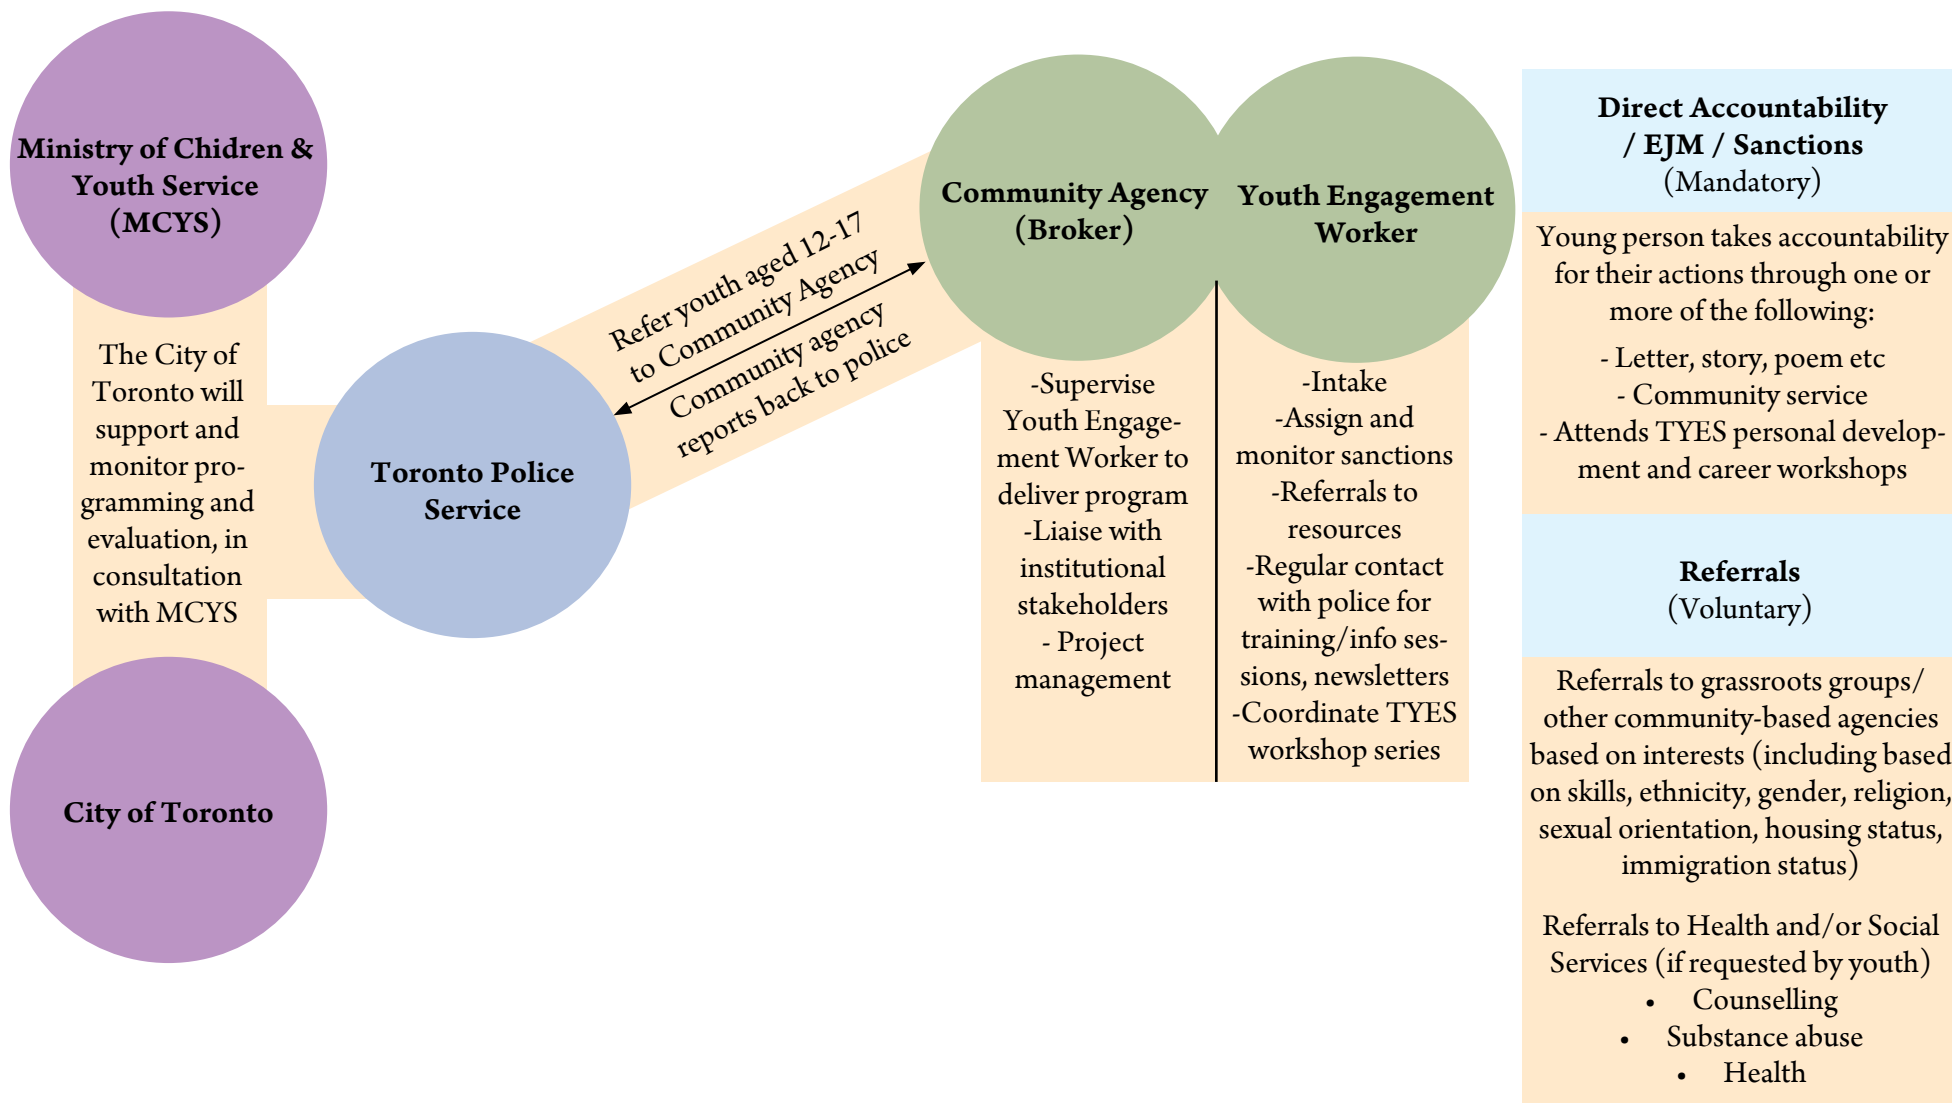 Ministry of Chidren &
Youth Service
(MCYS)
The City of
Toronto will
support and
monitor pro-
gramming and
evaluation, in
consultation
with MCYS
City of Toronto
Toronto Police
Service
Refer youth aged 12-17
to Community Agency
Community agency
reports back to police
Community Agency
(Broker)
-Supervise
Youth Engage-
ment Worker to
deliver program
-Liaise with
institutional
stakeholders
- Project
management
Youth Engagement
Worker
-Intake
-Assign and
monitor sanctions
-Referrals to
resources
-Regular contact
with police for
training/info ses-
sions, newsletters
-Coordinate TYES
workshop series
Direct Accountability
/ EJM / Sanctions
(Mandatory)
Young person takes accountability
for their actions through one or
more of the following:
- Letter, story, poem etc
- Community service
- Attends TYES personal develop-
ment and career workshops
Referrals
(Voluntary)
Referrals to grassroots groups/
other community-based agencies
based on interests (including based
on skills, ethnicity, gender, religion,
sexual orientation, housing status,
immigration status)
Referrals to Health and/or Social
Services (if requested by youth)
• Counselling
• Substance abuse
• Health